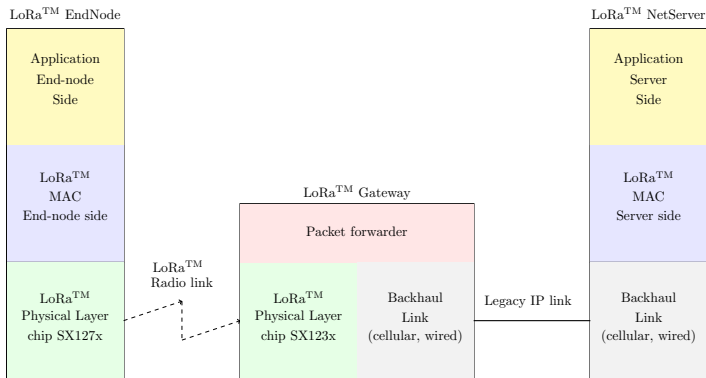 LoRa™ EndNode
Application
End-node
Side
LoRa™
MAC
End-node side
LoRa™
Physical Layer
chip SX127x
LoRa™
Radio link
LoRa™ Gateway
Packet forwarder
LoRa™
Physical Layer
chip SX123x
Backhaul
Link
(cellular, wired)
Legacy IP link
LoRa™ NetServer
Application
Server
Side
LoRa™
MAC
Server side
Backhaul
Link
(cellular, wired)